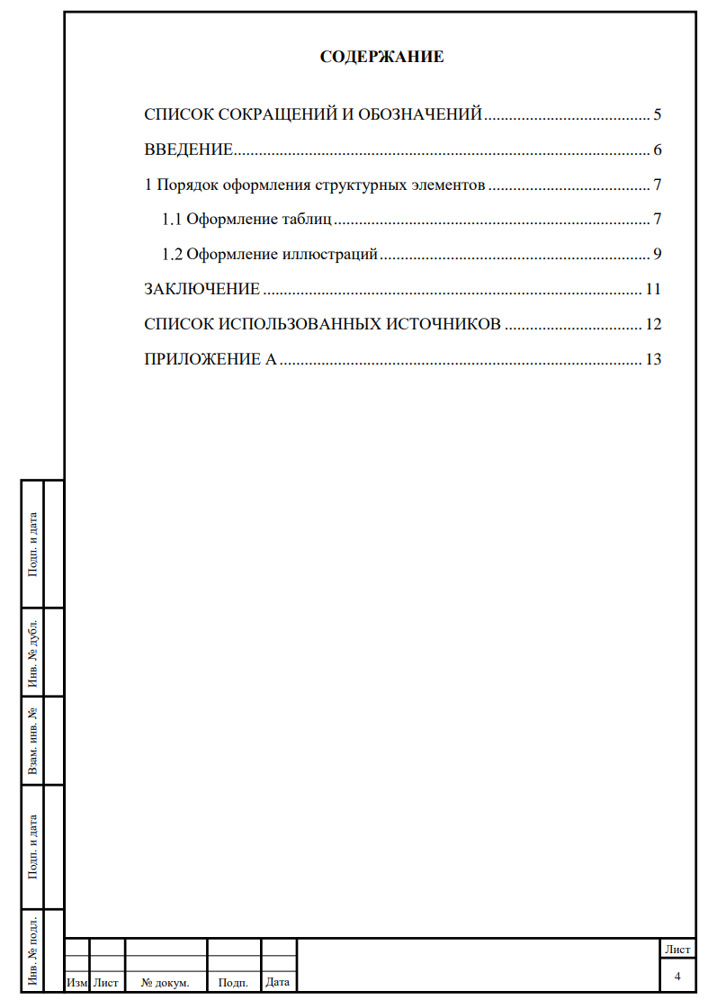 СОДЕРЖАНИЕ
СПИСОК СОКРАЩЕНИЙ И ОБОЗНАЧЕНИЙ........................................ 5
ВВЕДЕНИЕ..................................................................................................... 6
1 Порядок оформления структурных элементов ....................................... 7
1.1 Оформление таблиц............................................................................. 7
1.2 Оформление иллюстраций.................................................................. 9
ЗАКЛЮЧЕНИЕ ............................................................................................ 11
СПИСОК ИСПОЛЬЗОВАННЫХ ИСТОЧНИКОВ .................................. 12
ПРИЛОЖЕНИЕ А ........................................................................................ 13
Подп. и дата
Инв. № дубл.
Взам. инв. №
Подп. и дата
Инв. № подл.
Изм Лист № докум. Подп. Дата
Лист
4